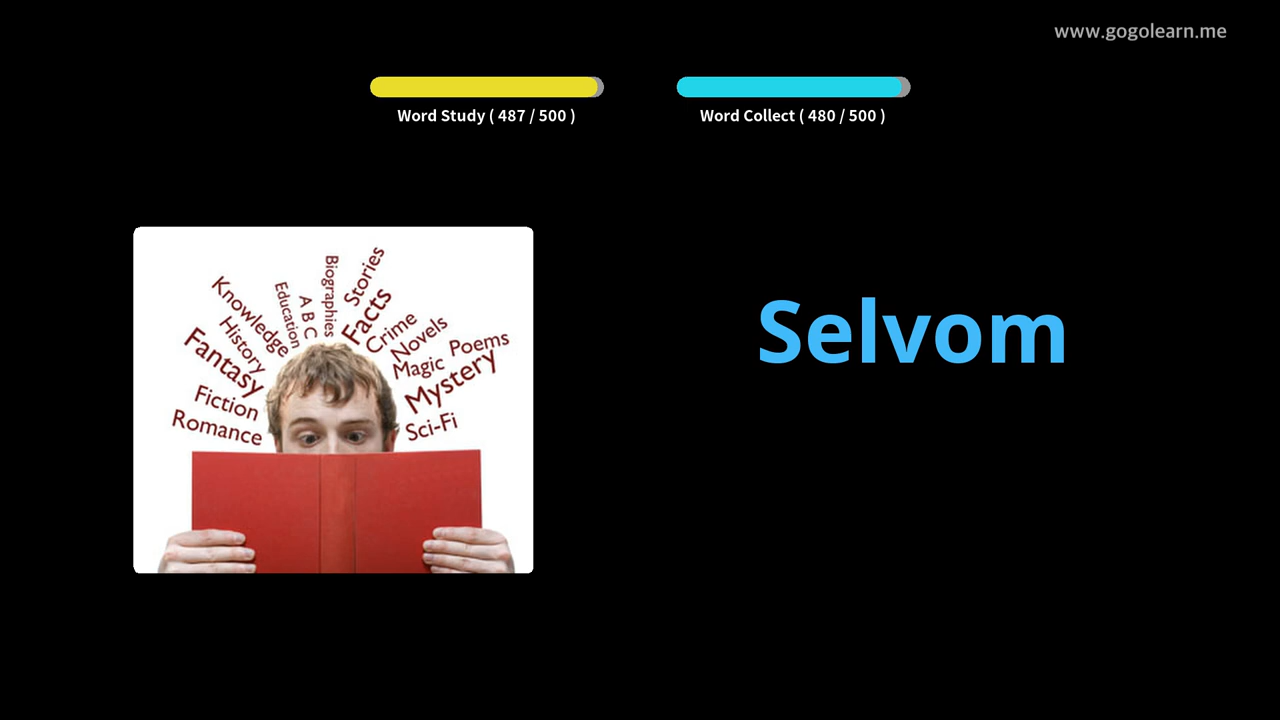 www.gogolearn.me
Word Study ( 487 / 500 )
Word Collect ( 480 / 500 )
Selvom
Biographies
Stories
Education
A B C
Facts
Knowledge
Crime
History
Novels
Poems
Fantasy
Magic
Mystery
Fiction
Romance
Sci-Fi